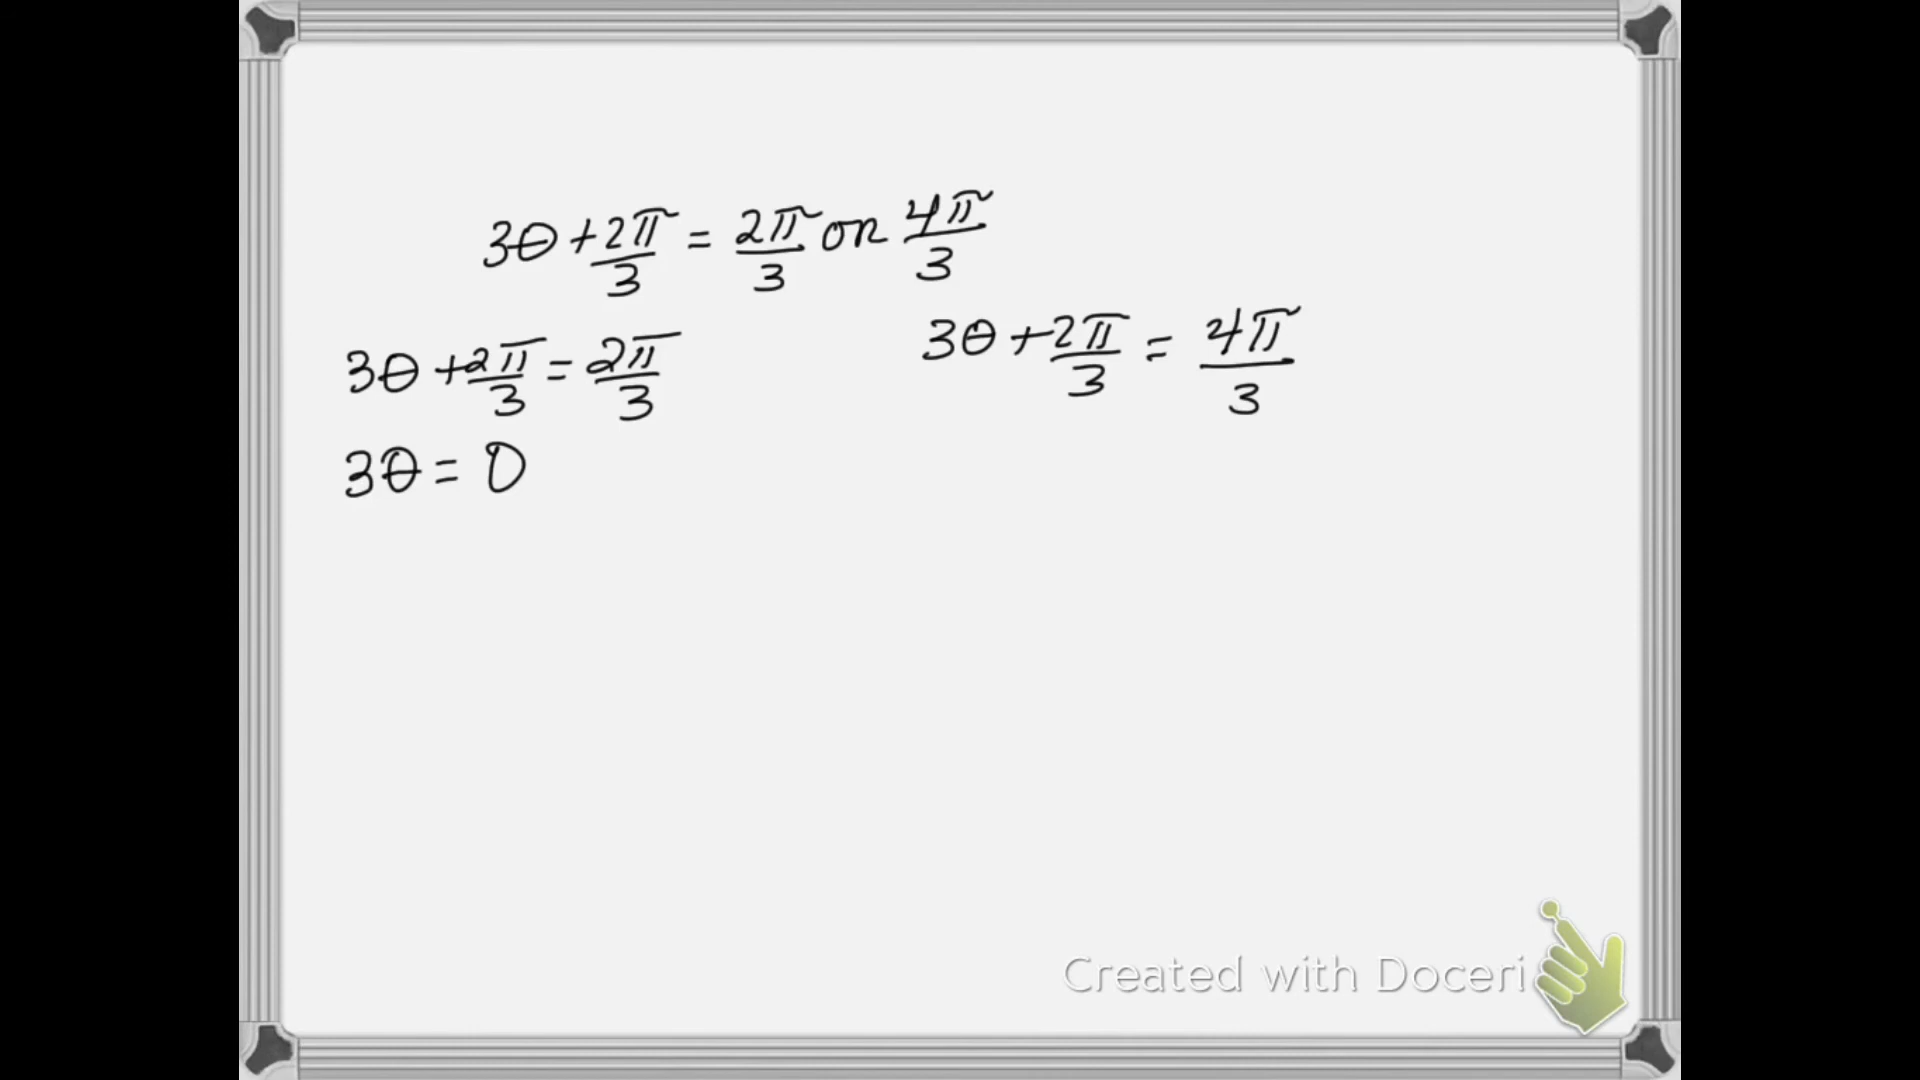 3θ + 2π/3 = 2π/3 or 4π/3
3θ + 2π/3 = 2π/3
3θ + 2π/3 = 4π/3
3θ = 0
Created with Doceri